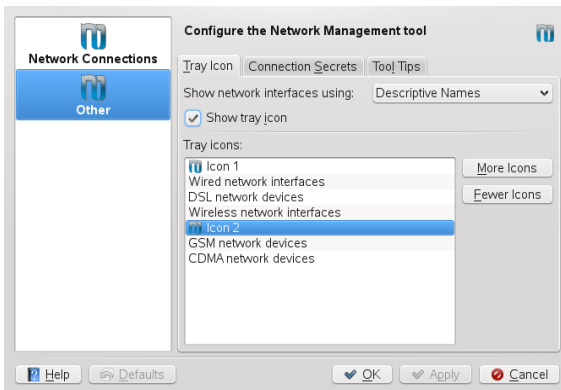 Network Connections
Other
Configure the Network Management tool
Tray Icon
Connection Secrets
Tool Tips
Show network interfaces using:
Descriptive Names
Show tray icon
Tray icons:
Icon 1
Wired network interfaces
DSL network devices
Wireless network interfaces
Icon 2
GSM network devices
CDMA network devices
More Icons
Fewer Icons
Help
Defaults
OK
Apply
Cancel